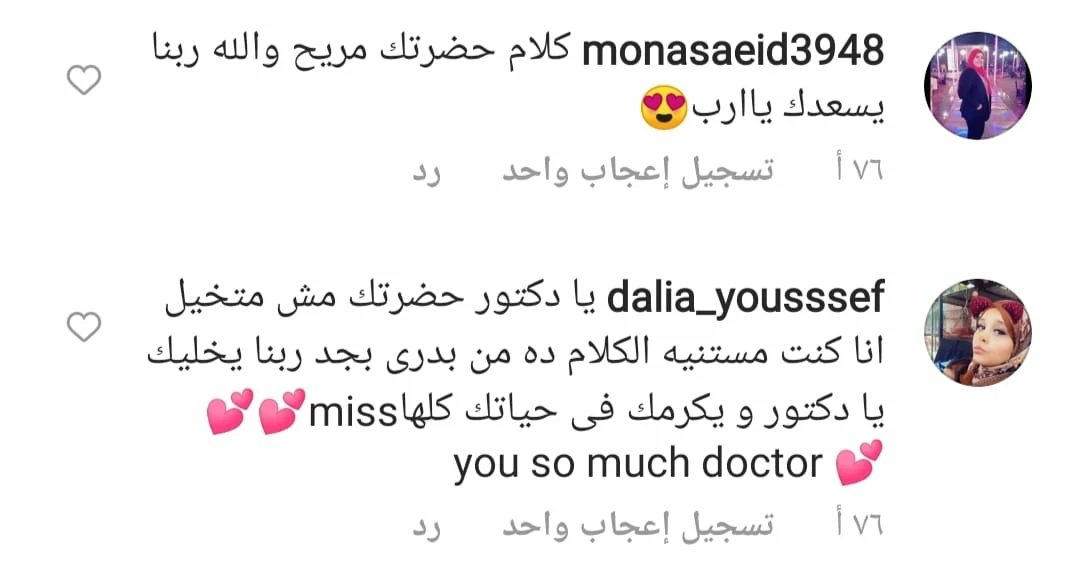 monasaeid3948 كلام حضرتك مريح والله ربنا
يسعدك ياارب😍
٧٦ أ تسجيل إعجاب واحد رد
dalia_yousssef يا دكتور حضرتك مش متخيل
انا كنت مستنيه الكلام ده من بدرى بجد ربنا يخليك
يا دكتور و يكرمك فى حياتك كلهاmiss💕💕
you so much doctor 💕
٧٦ أ تسجيل إعجاب واحد رد